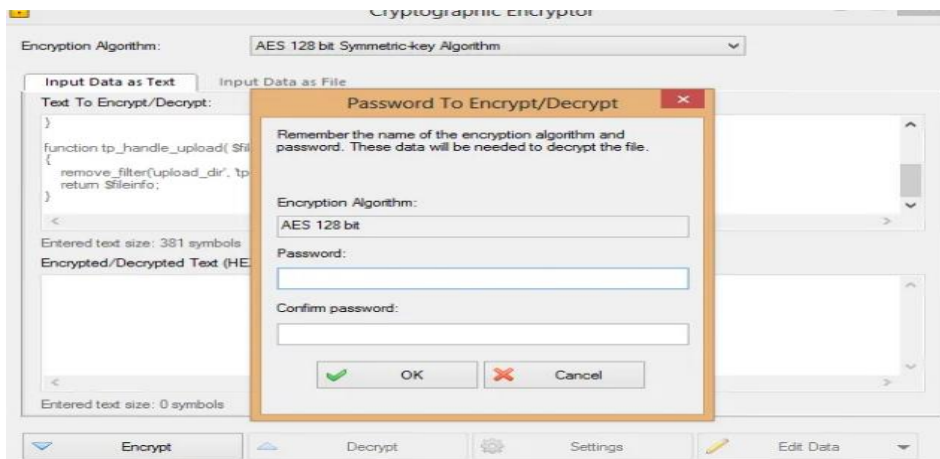 Cryptographic Encryptor
Encryption Algorithm:
AES 128 bit Symmetric-key Algorithm
Input Data as Text
Input Data as File
Text To Encrypt/Decrypt:
}
function tp_handle_upload( $fil
{
remove_filter('upload_dir', 'tp
return $fileinfo;
}
Entered text size: 381 symbols
Encrypted/Decrypted Text (HE
Entered text size: 0 symbols
Password To Encrypt/Decrypt
Remember the name of the encryption algorithm and
password. These data will be needed to decrypt the file.
Encryption Algorithm:
AES 128 bit
Password:
Confirm password:
OK
Cancel
Encrypt
Decrypt
Settings
Edit Data